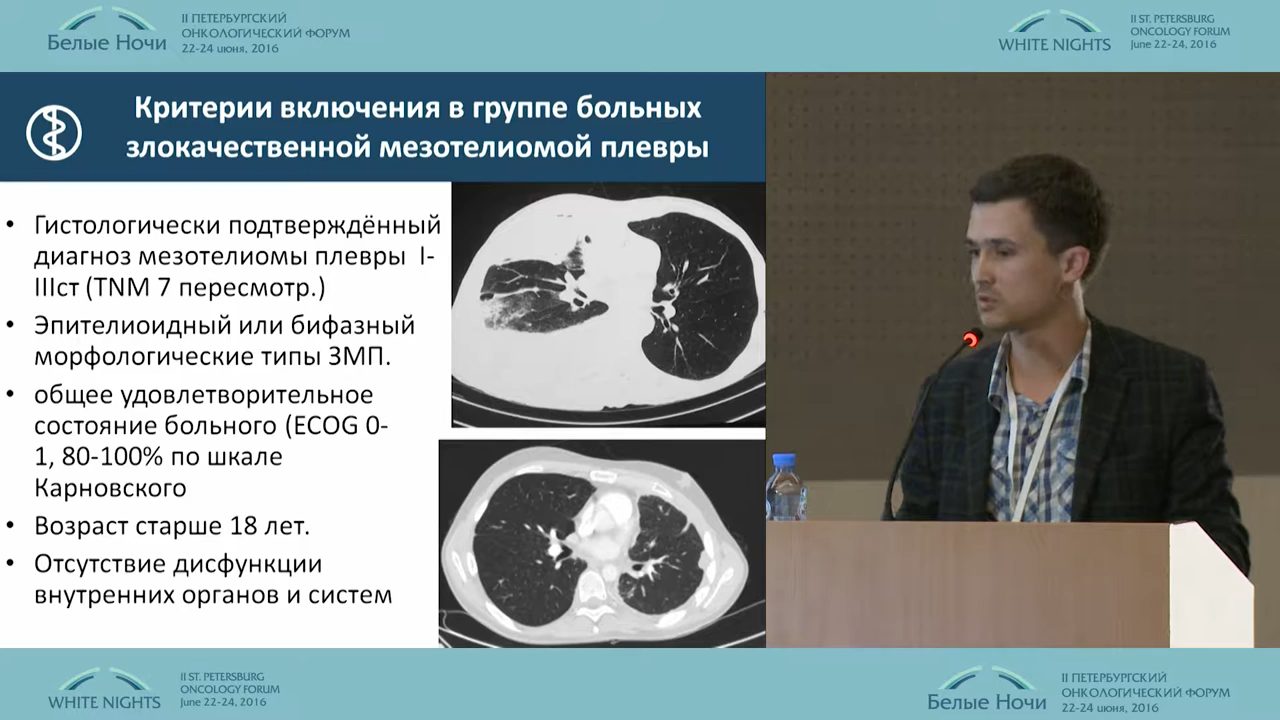 Белые Ночи
II ПЕТЕРБУРГСКИЙ
ОНКОЛОГИЧЕСКИЙ ФОРУМ
22-24 июня, 2016
WHITE NIGHTS
II ST. PETERSBURG
ONCOLOGY FORUM
June 22-24, 2016
Критерии включения в группе больных
злокачественной мезотелиомой плевры
• Гистологически подтверждённый
диагноз мезотелиомы плевры I-
IIIст (TNM 7 пересмотр.)
• Эпителиоидный или бифазный
морфологические типы ЗМП.
• общее удовлетворительное
состояние больного (ECOG 0-
1, 80-100% по шкале
Карновского
• Возраст старше 18 лет.
• Отсутствие дисфункции
внутренних органов и систем
WHITE NIGHTS
II ST. PETERSBURG
ONCOLOGY FORUM
June 22-24, 2016
Белые Ночи
II ПЕТЕРБУРГСКИЙ
ОНКОЛОГИЧЕСКИЙ ФОРУМ
22-24 июня, 2016